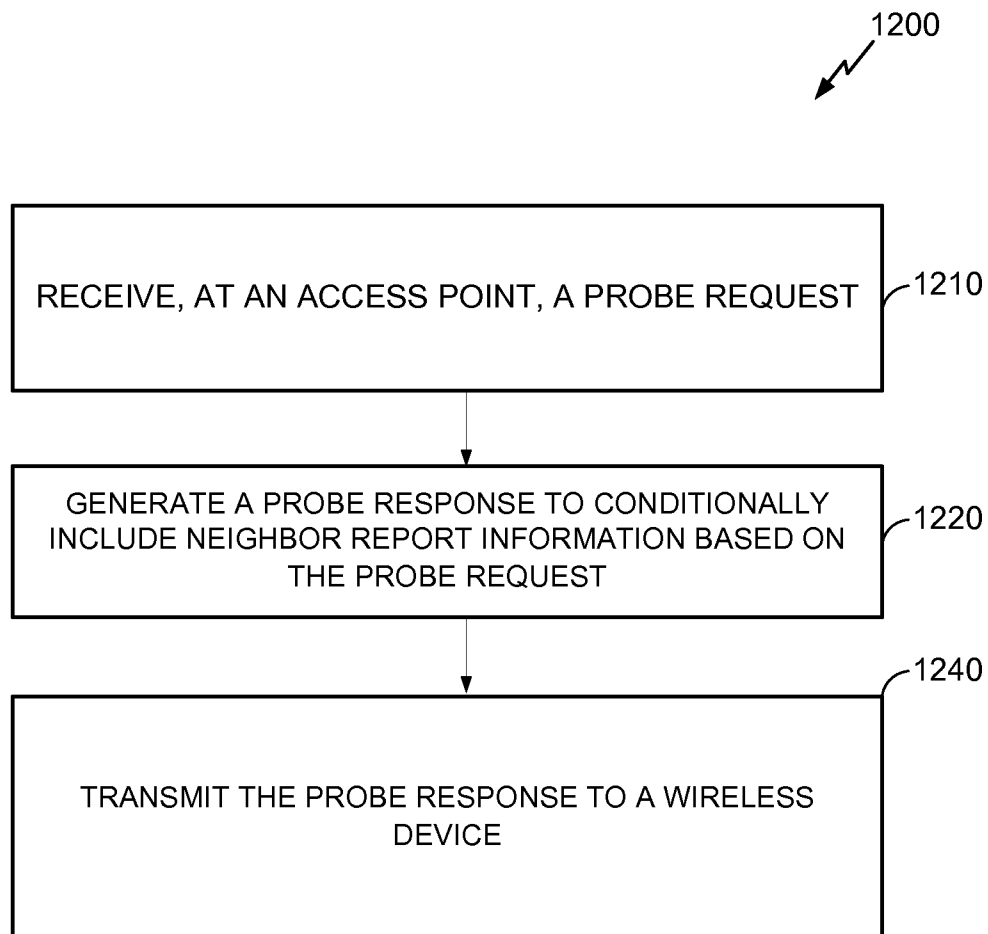 1200
RECEIVE, AT AN ACCESS POINT, A PROBE REQUEST
1210
GENERATE A PROBE RESPONSE TO CONDITIONALLY
INCLUDE NEIGHBOR REPORT INFORMATION BASED ON
THE PROBE REQUEST
1220
1240
TRANSMIT THE PROBE RESPONSE TO A WIRELESS
DEVICE